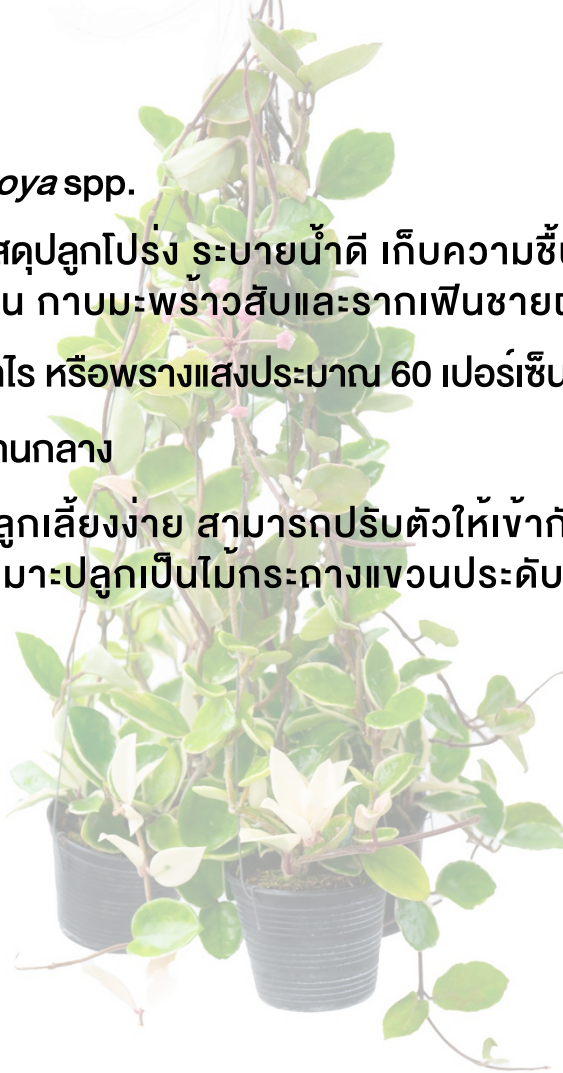 oya spp.
สดุปลูกโปร่ง ระบายน้ำดี เก็บความชื้น
น กาบมะพร้าวสับและรากเฟินชายผ
ไร หรือพรางแสงประมาณ 60 เปอร์เซ็น
านกลาง
ลูกเลี้ยงง่าย สามารถปรับตัวให้เข้ากั
มาะปลูกเป็นไม้กระถางแขวนประดับ